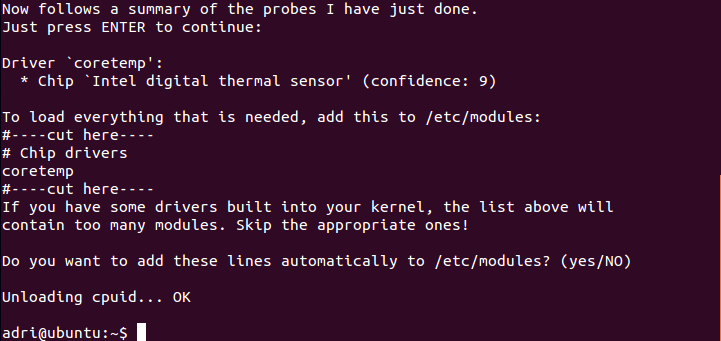 Now follows a summary of the probes I have just done.
Just press ENTER to continue:
Driver `coretemp':
* Chip `Intel digital thermal sensor' (confidence: 9)
To load everything that is needed, add this to /etc/modules:
#----cut here----
# Chip drivers
coretemp
#----cut here----
If you have some drivers built into your kernel, the list above will
contain too many modules. Skip the appropriate ones!
Do you want to add these lines automatically to /etc/modules? (yes/NO)
Unloading cpuid... OK
adri@ubuntu:~$